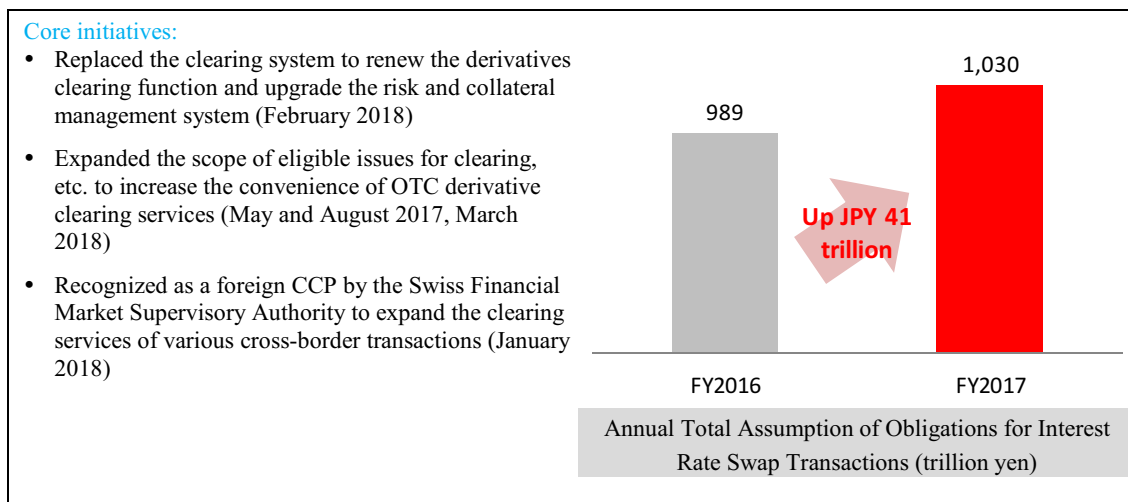 Core initiatives:
• Replaced the clearing system to renew the derivatives
clearing function and upgrade the risk and collateral
management system (February 2018)
• Expanded the scope of eligible issues for clearing,
etc. to increase the convenience of OTC derivative
clearing services (May and August 2017, March
2018)
• Recognized as a foreign CCP by the Swiss Financial
Market Supervisory Authority to expand the clearing
services of various cross-border transactions (January
2018)
989
1,030
Up JPY 41
trillion
FY2016
FY2017
Annual Total Assumption of Obligations for Interest
Rate Swap Transactions (trillion yen)